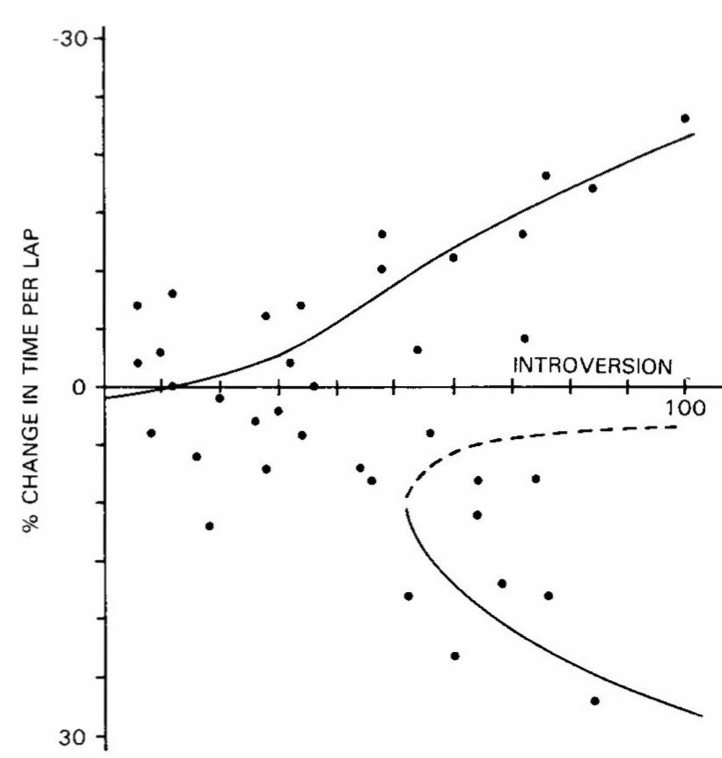 -30
% CHANGE IN TIME PER LAP
0
INTROVERSION
100
30